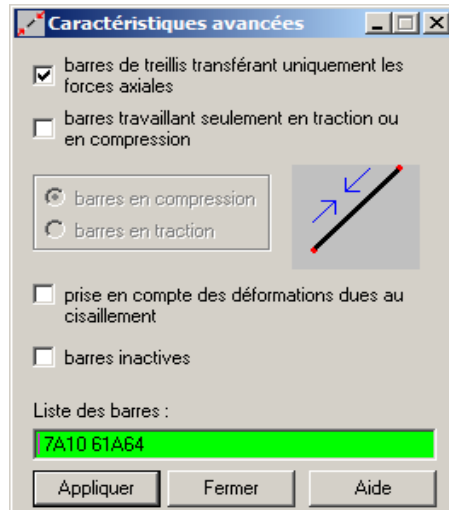 Caractéristiques avancées
barres de treillis transférant uniquement les
forces axiales
barres travaillant seulement en traction ou
en compression
barres en compression
barres en traction
prise en compte des déformations dues au
cisaillement
barres inactives
Liste des barres :
7A10 61A64
Appliquer Fermer Aide